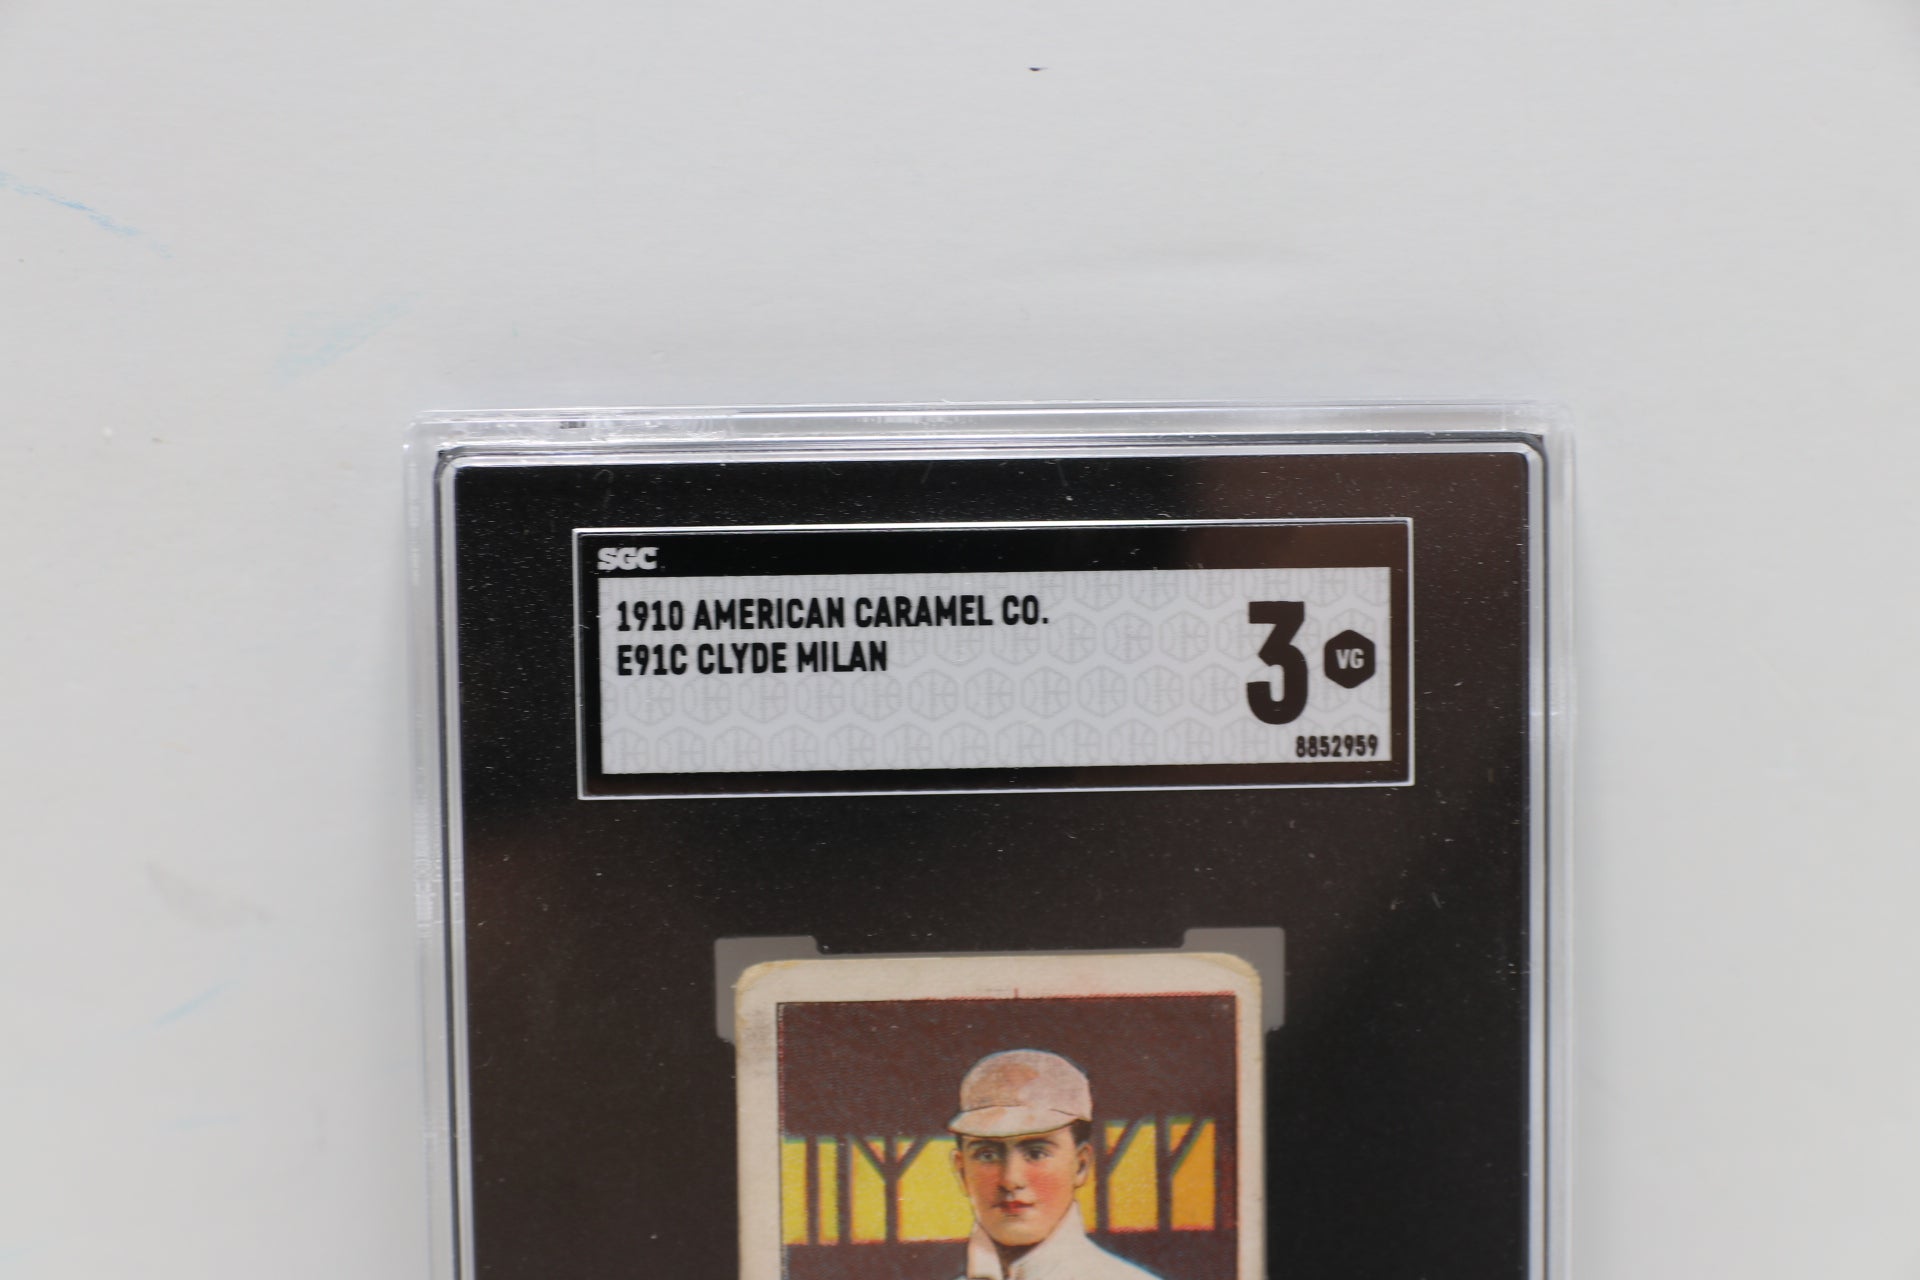 SGC
1910 AMERICAN CARAMEL CO.
E91C CLYDE MILAN
3 VG
8852959